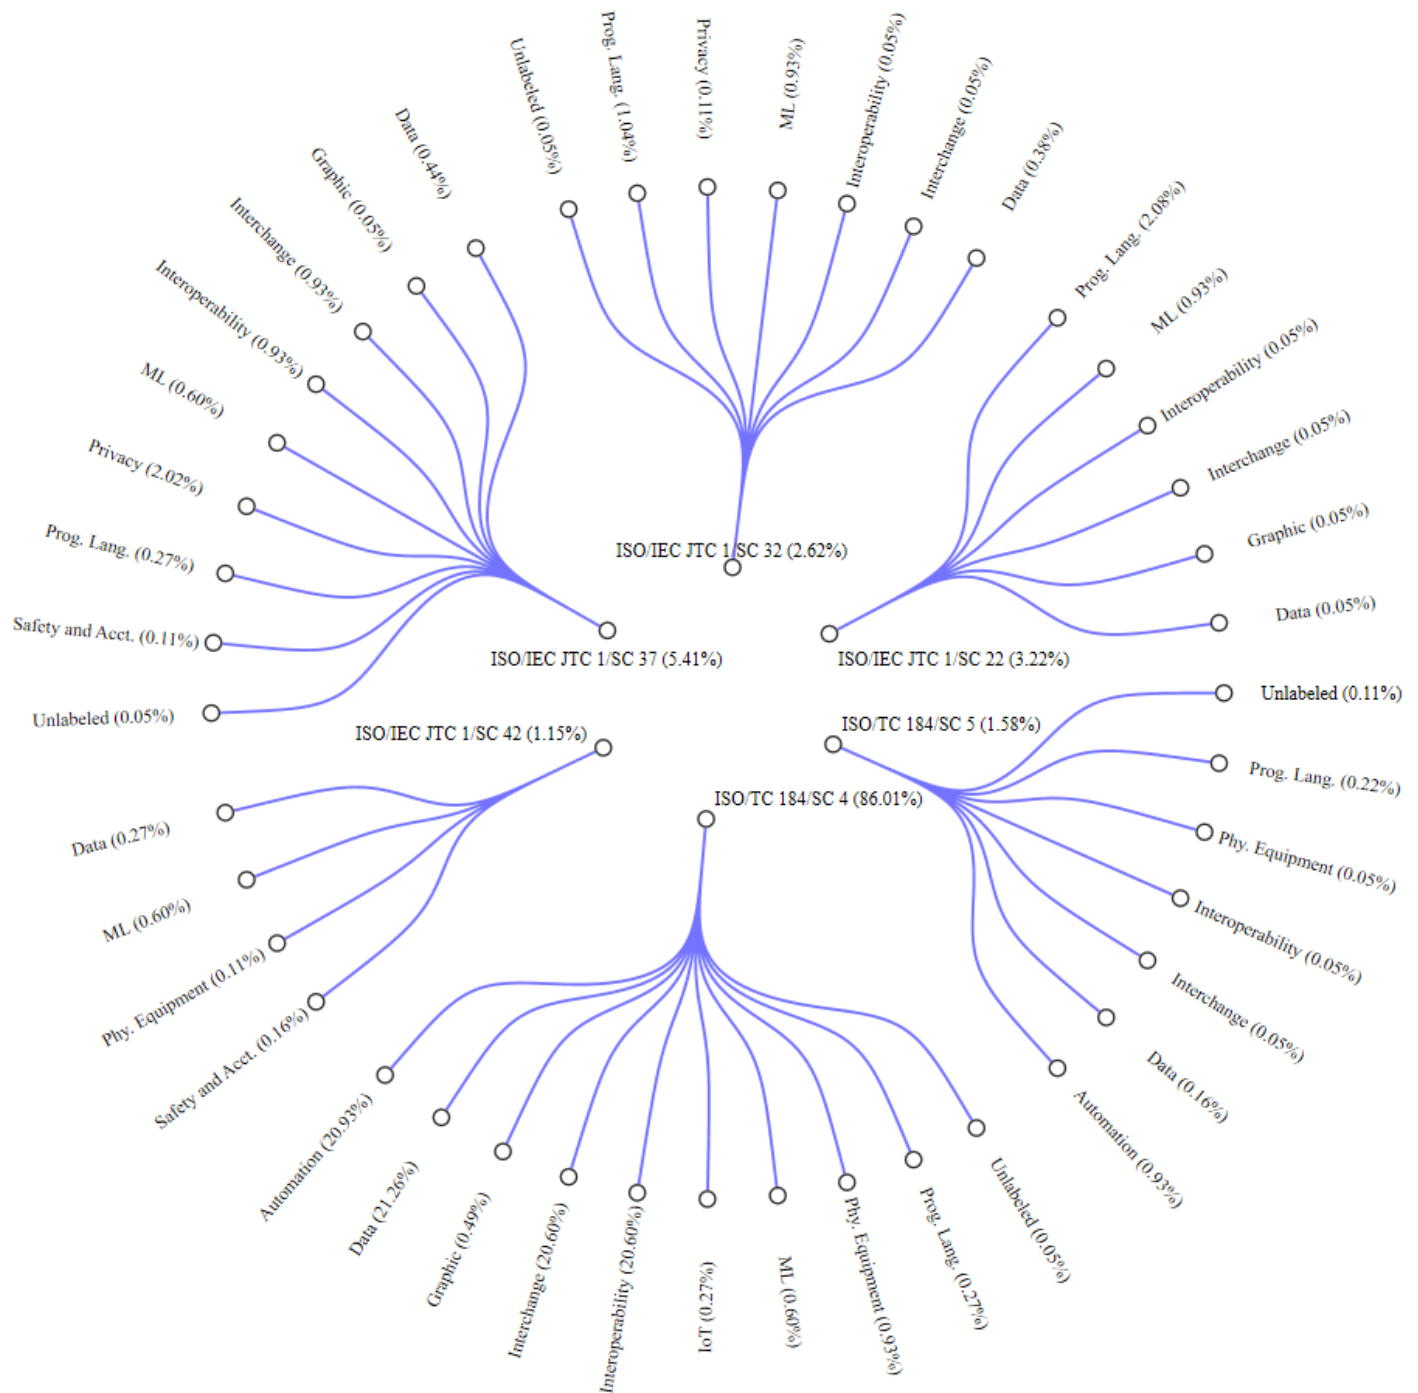 Unlabeled (0.05%)
Prog. Lang. (1.04%)
Privacy (0.11%)
ML (0.93%)
Interoperability (0.05%)
Interchange (0.05%)
Data (0.38%)
ISO/IEC JTC 1/SC 32 (2.62%)
Prog. Lang. (2.08%)
ML (0.93%)
Interoperability (0.05%)
Interchange (0.05%)
Graphic (0.05%)
Data (0.05%)
ISO/IEC JTC 1/SC 22 (3.22%)
Unlabeled (0.11%)
Prog. Lang. (0.22%)
Phy. Equipment (0.05%)
Interoperability (0.05%)
Interchange (0.05%)
Data (0.16%)
Automation (0.93%)
ISO/TC 184/SC 5 (1.58%)
Unlabeled (0.05%)
Prog. Lang. (0.27%)
Phy. Equipment (0.93%)
ML (0.60%)
IoT (0.27%)
Interoperability (20.60%)
Interchange (20.60%)
Graphic (0.49%)
Data (21.26%)
Automation (20.93%)
ISO/TC 184/SC 4 (86.01%)
Safety and Acct. (0.16%)
Phy. Equipment (0.11%)
ML (0.60%)
Data (0.27%)
ISO/IEC JTC 1/SC 42 (1.15%)
Unlabeled (0.05%)
Safety and Acct. (0.11%)
Prog. Lang. (0.27%)
Privacy (2.02%)
ML (0.60%)
Interoperability (0.93%)
Interchange (0.93%)
Graphic (0.05%)
Data (0.44%)
ISO/IEC JTC 1/SC 37 (5.41%)